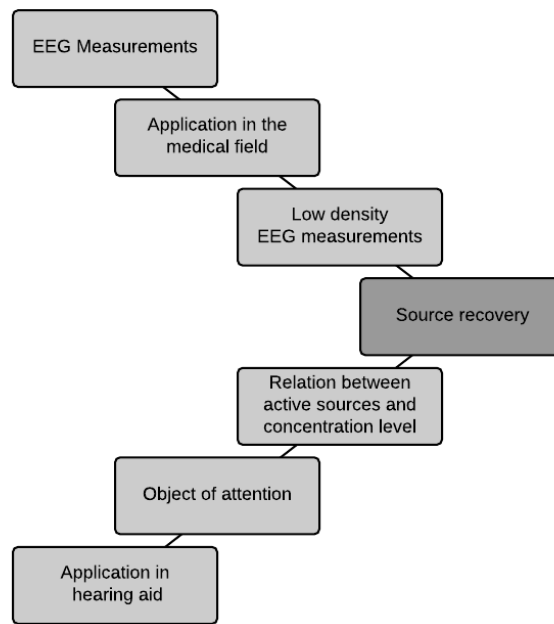 EEG Measurements
Application in the
medical field
Low density
EEG measurements
Source recovery
Relation between
active sources and
concentration level
Object of attention
Application in
hearing aid